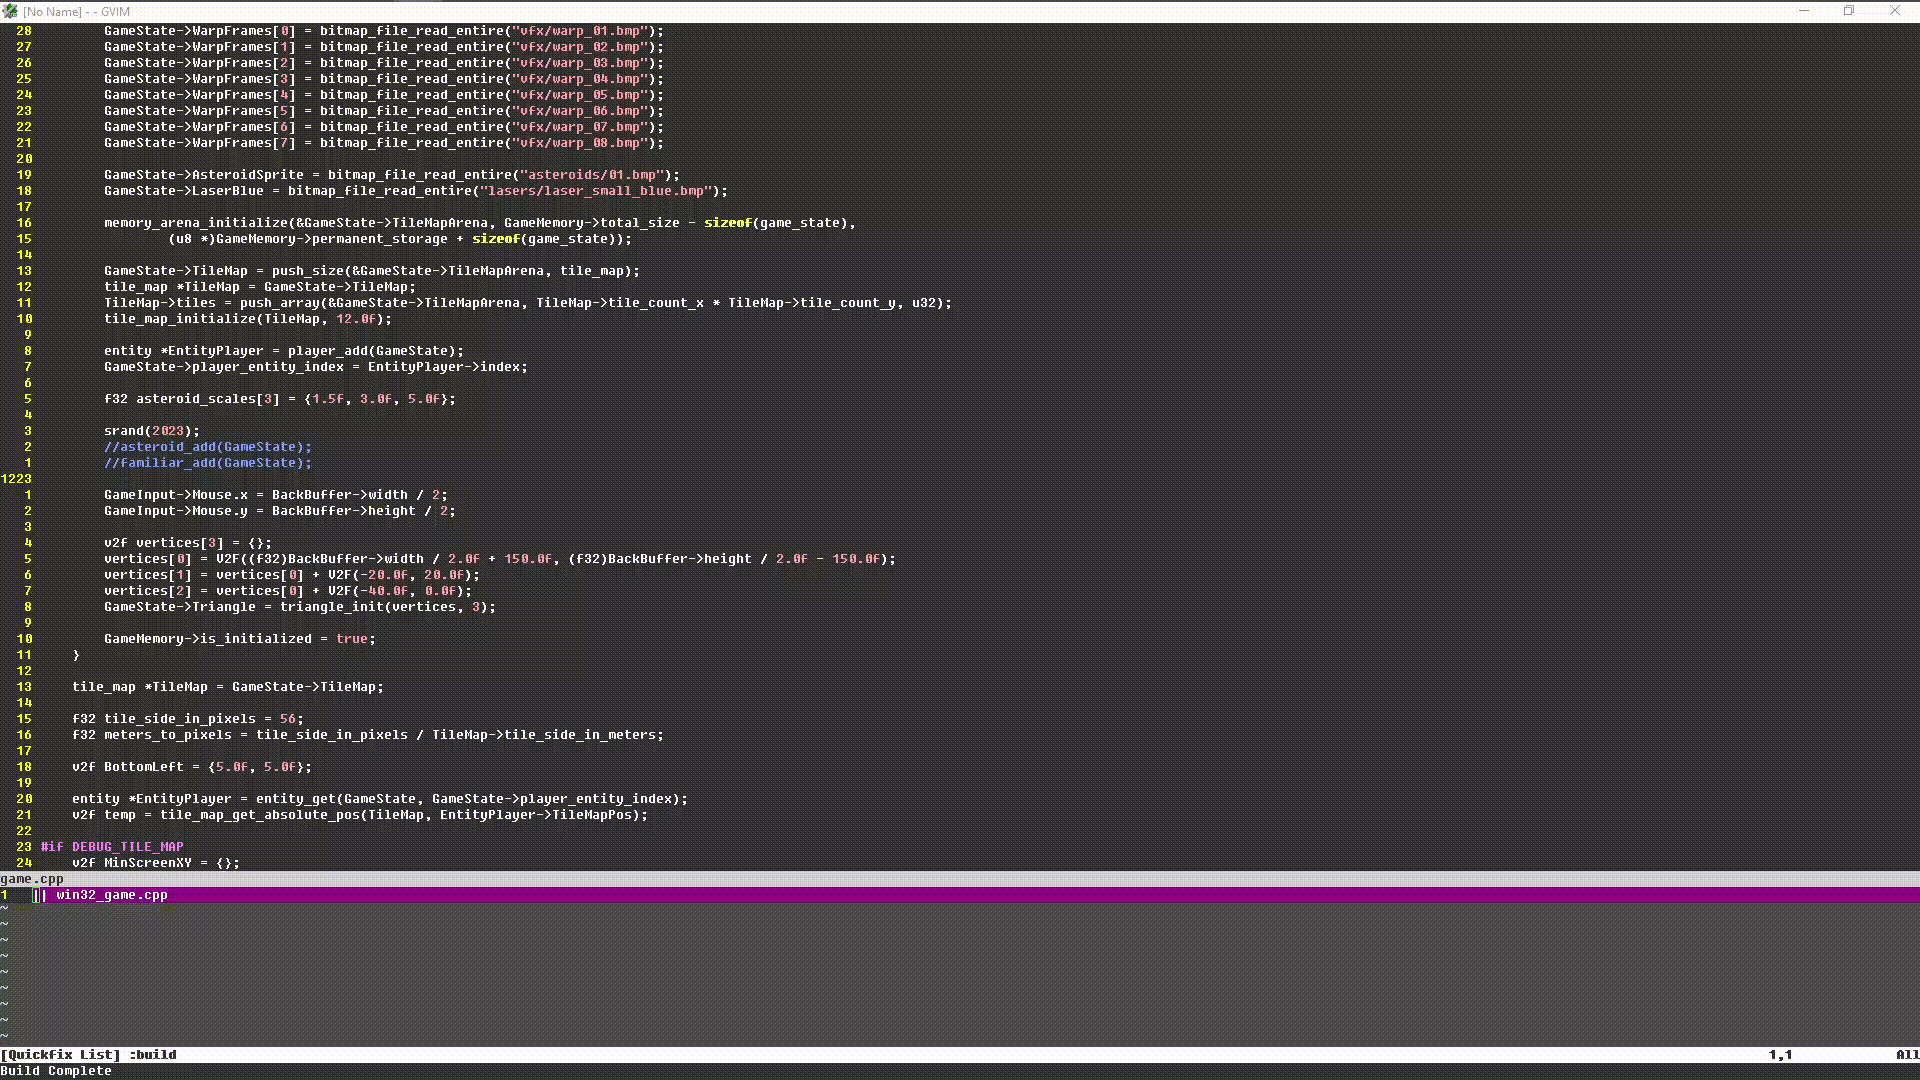 [No Name] - - GVIM
28 GameState->WarpFrames[0] = bitmap_file_read_entire("vfx/warp_01.bmp");
27 GameState->WarpFrames[1] = bitmap_file_read_entire("vfx/warp_02.bmp");
26 GameState->WarpFrames[2] = bitmap_file_read_entire("vfx/warp_03.bmp");
25 GameState->WarpFrames[3] = bitmap_file_read_entire("vfx/warp_04.bmp");
24 GameState->WarpFrames[4] = bitmap_file_read_entire("vfx/warp_05.bmp");
23 GameState->WarpFrames[5] = bitmap_file_read_entire("vfx/warp_06.bmp");
22 GameState->WarpFrames[6] = bitmap_file_read_entire("vfx/warp_07.bmp");
21 GameState->WarpFrames[7] = bitmap_file_read_entire("vfx/warp_08.bmp");
20
19 GameState->AsteroidSprite = bitmap_file_read_entire("asteroids/01.bmp");
18 GameState->LaserBlue = bitmap_file_read_entire("lasers/laser_small_blue.bmp");
17
16 memory_arena_initialize(&GameState->TileMapArena, GameMemory->total_size - sizeof(game_state),
15 (u8 *)GameMemory->permanent_storage + sizeof(game_state));
14
13 GameState->TileMap = push_size(&GameState->TileMapArena, tile_map);
12 tile_map *TileMap = GameState->TileMap;
11 TileMap->tiles = push_array(&GameState->TileMapArena, TileMap->tile_count_x * TileMap->tile_count_y, u32);
10 tile_map_initialize(TileMap, 12.0f);
9
8 entity *EntityPlayer = player_add(GameState);
7 GameState->player_entity_index = EntityPlayer->index;
6
5 f32 asteroid_scales[3] = {1.5f, 3.0f, 5.0f};
4
3 srand(2023);
2 //asteroid_add(GameState);
1 //familiar_add(GameState);
1223
1 GameInput->Mouse.x = BackBuffer->width / 2;
2 GameInput->Mouse.y = BackBuffer->height / 2;
3
4 v2f vertices[3] = {};
5 vertices[0] = V2F((f32)BackBuffer->width / 2.0f + 150.0f, (f32)BackBuffer->height / 2.0f - 150.0f);
6 vertices[1] = vertices[0] + V2F(-20.0f, 20.0f);
7 vertices[2] = vertices[0] + V2F(-40.0f, 0.0f);
8 GameState->Triangle = triangle_init(vertices, 3);
9
10 GameMemory->is_initialized = true;
11 }
12
13 tile_map *TileMap = GameState->TileMap;
14
15 f32 tile_side_in_pixels = 56;
16 f32 meters_to_pixels = tile_side_in_pixels / TileMap->tile_side_in_meters;
17
18 v2f BottomLeft = {5.0f, 5.0f};
19
20 entity *EntityPlayer = entity_get(GameState, GameState->player_entity_index);
21 v2f temp = tile_map_get_absolute_pos(TileMap, EntityPlayer->TileMapPos);
22
23 #if DEBUG_TILE_MAP
24 v2f MinScreenXY = {};
game.cpp
1 || win32_game.cpp
~
~
~
~
~
~
~
~
~
[Quickfix List] :build 1,1 All
Build Complete